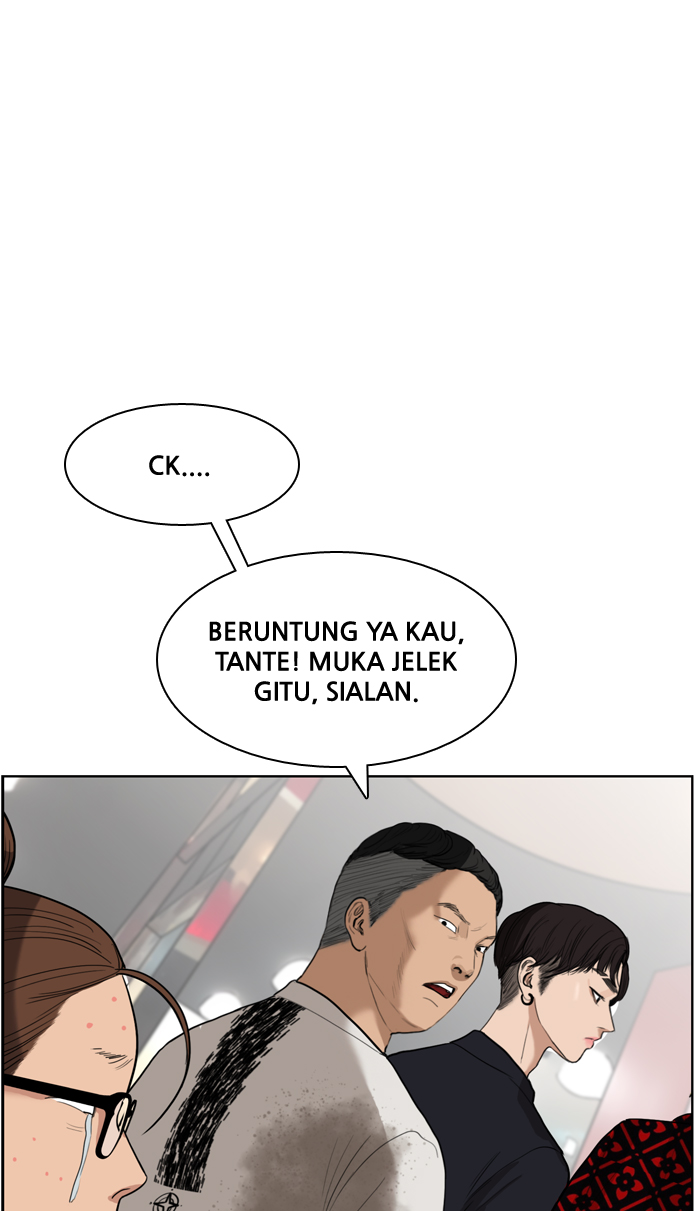 CK....
BERUNTUNG YA KAU,
TANTE! MUKA JELEK
GITU, SIALAN.